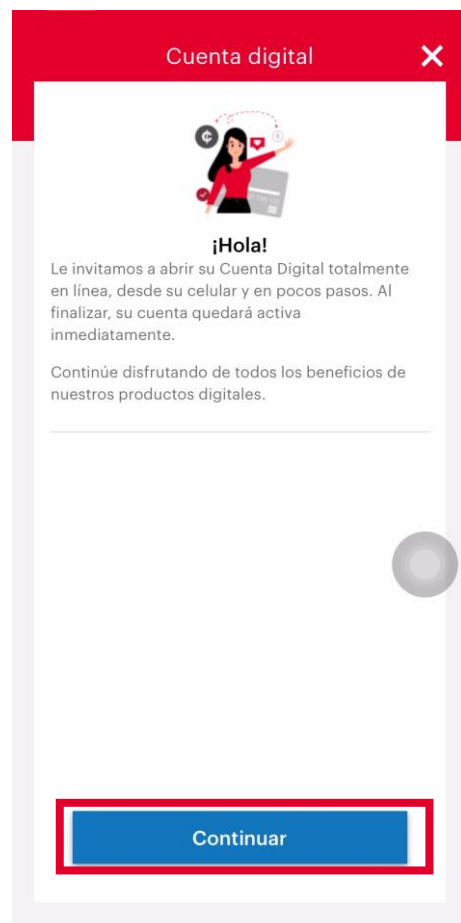 Cuenta digital
¡Hola!
Le invitamos a abrir su Cuenta Digital totalmente
en línea, desde su celular y en pocos pasos. Al
finalizar, su cuenta quedará activa
inmediatamente.
Continúe disfrutando de todos los beneficios de
nuestros productos digitales.
Continuar